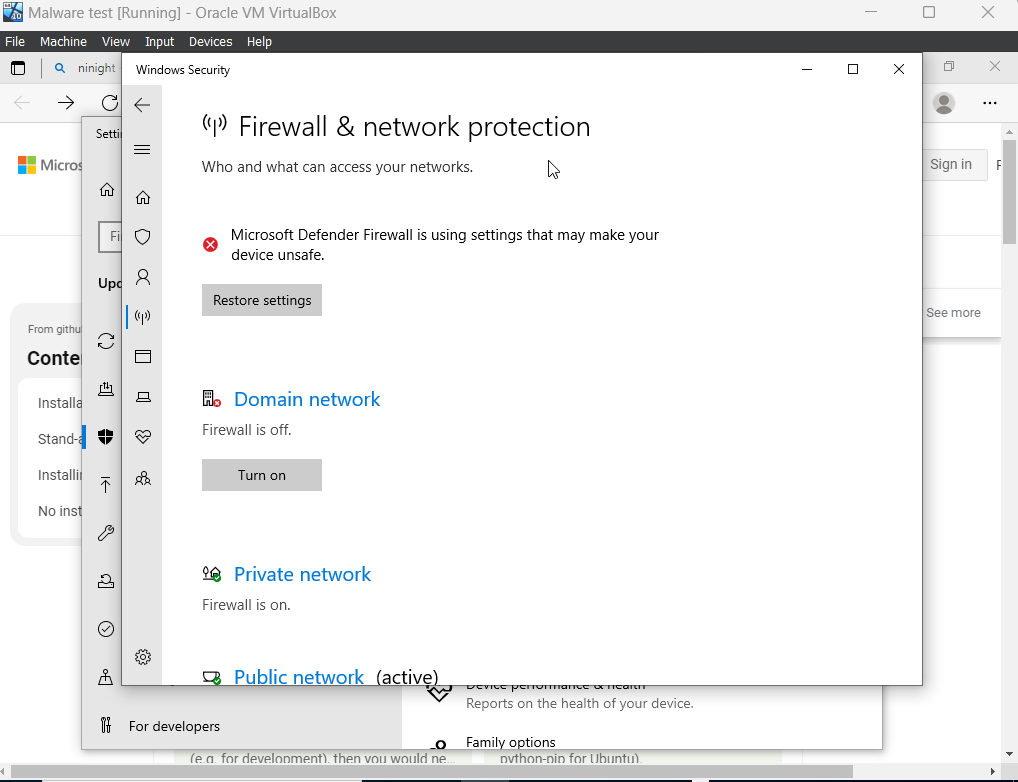 Malware test [Running] - Oracle VM VirtualBox
File Machine View Input Devices Help
ninight
Windows Security
Firewall & network protection
Who and what can access your networks.
Microsoft Defender Firewall is using settings that may make your
device unsafe.
Restore settings
Domain network
Firewall is off.
Turn on
Private network
Firewall is on.
Public network (active)
Settin
Micros
Sign in
Fi
Upd
See more
From githu
Conte
Installa
Stand-a
Installin
No inst
For developers
Device performance & health
Reports on the health of your device.
Family options
(e.g. for development), then you would ne...
python-pip for Ubuntu).